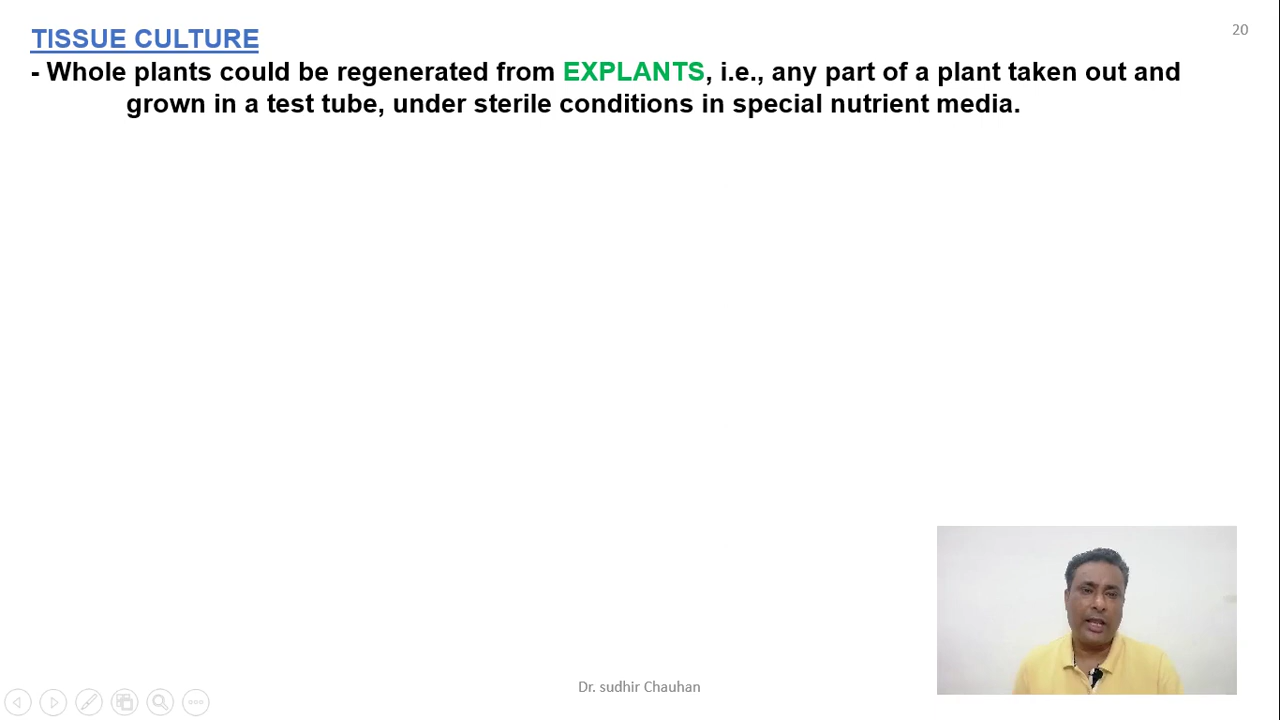 20
TISSUE CULTURE
- Whole plants could be regenerated from EXPLANTS, i.e., any part of a plant taken out and
grown in a test tube, under sterile conditions in special nutrient media.
Dr. sudhir Chauhan